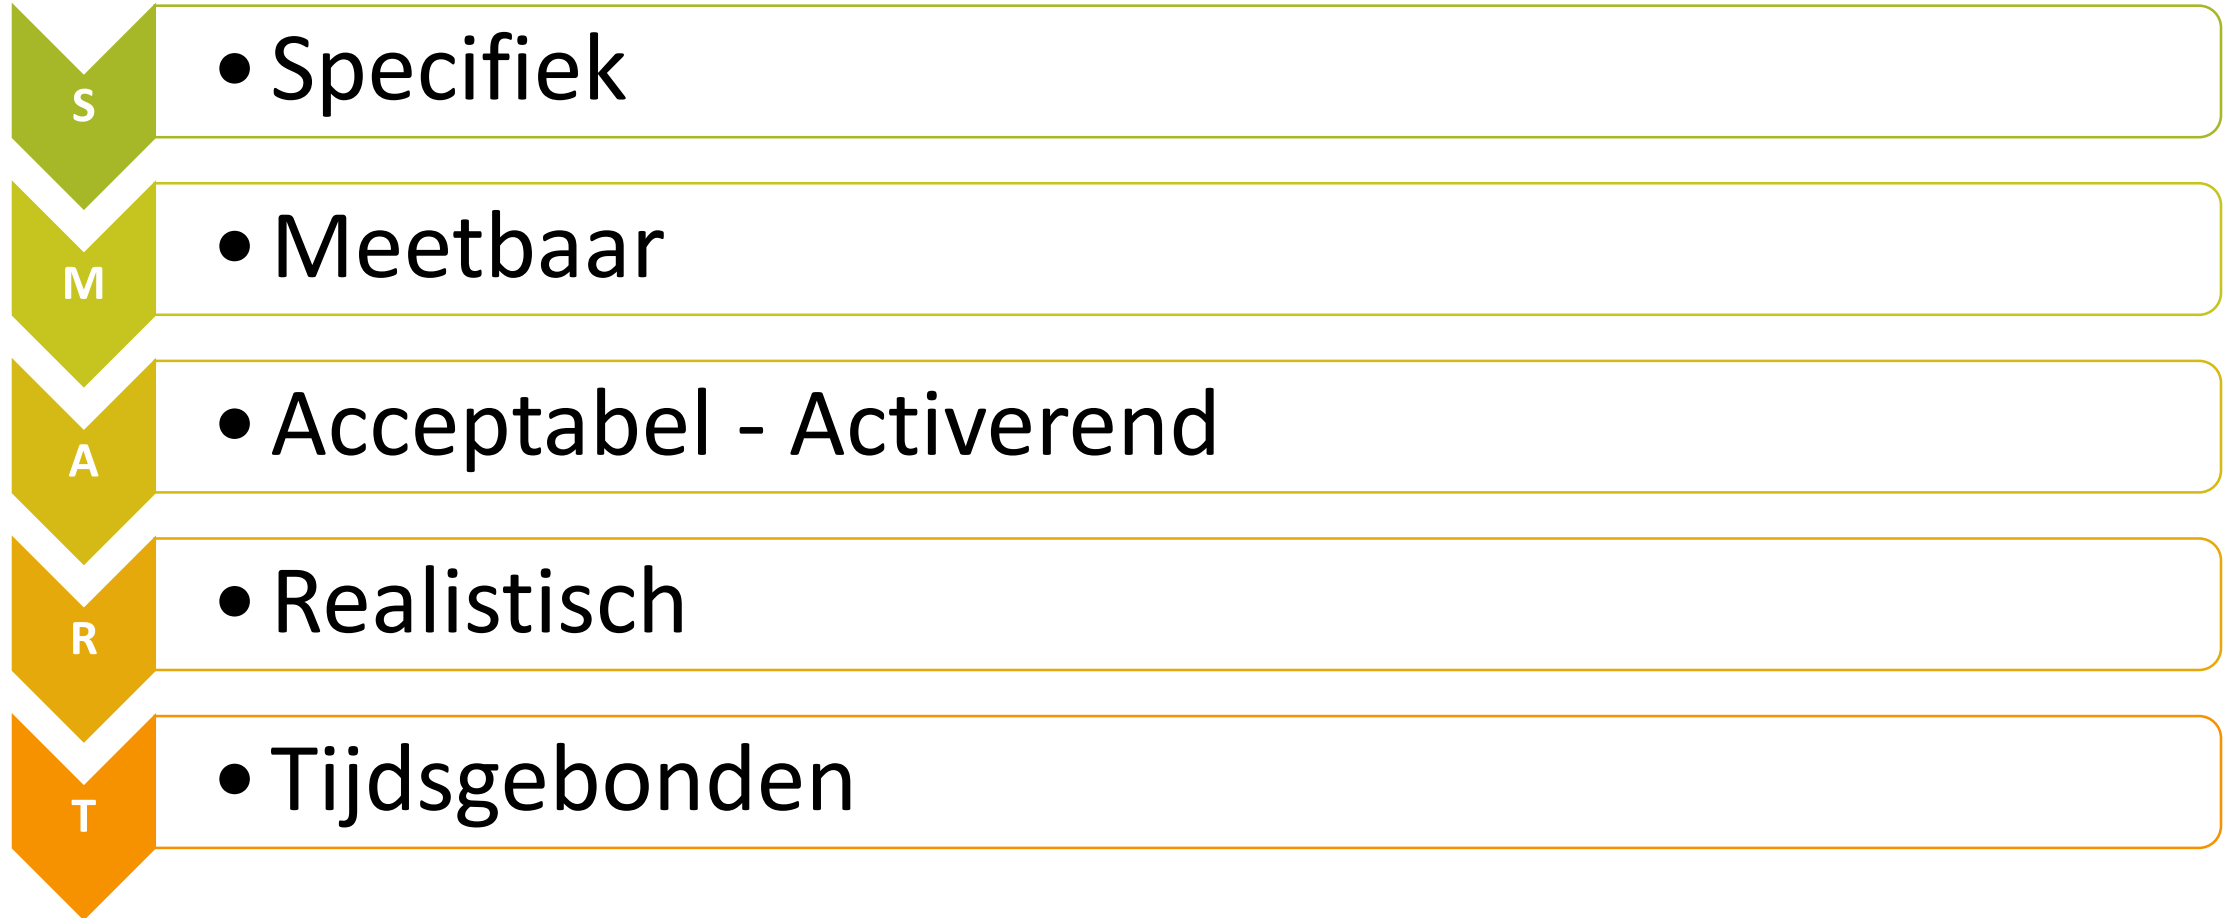 S
• Specifiek
M
• Meetbaar
A
• Acceptabel - Activerend
R
• Realistisch
T
• Tijdsgebonden